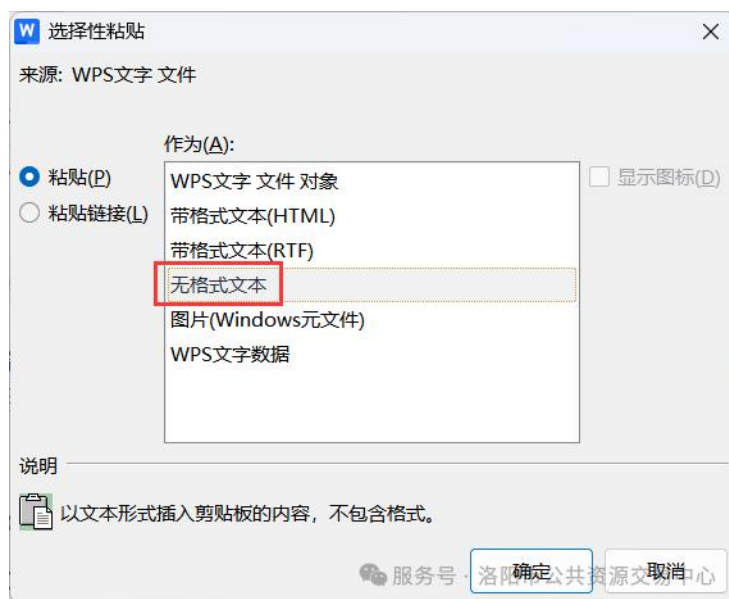 选择性粘贴
来源: WPS文字 文件
作为(A):
粘贴(P)
粘贴链接(L)
WPS文字 文件 对象
带格式文本(HTML)
带格式文本(RTF)
无格式文本
图片(Windows元文件)
WPS文字数据
显示图标(D)
说明
以文本形式插入剪贴板的内容，不包含格式。
确定
取消
服务号 · 洛阳市公共资源交易中心